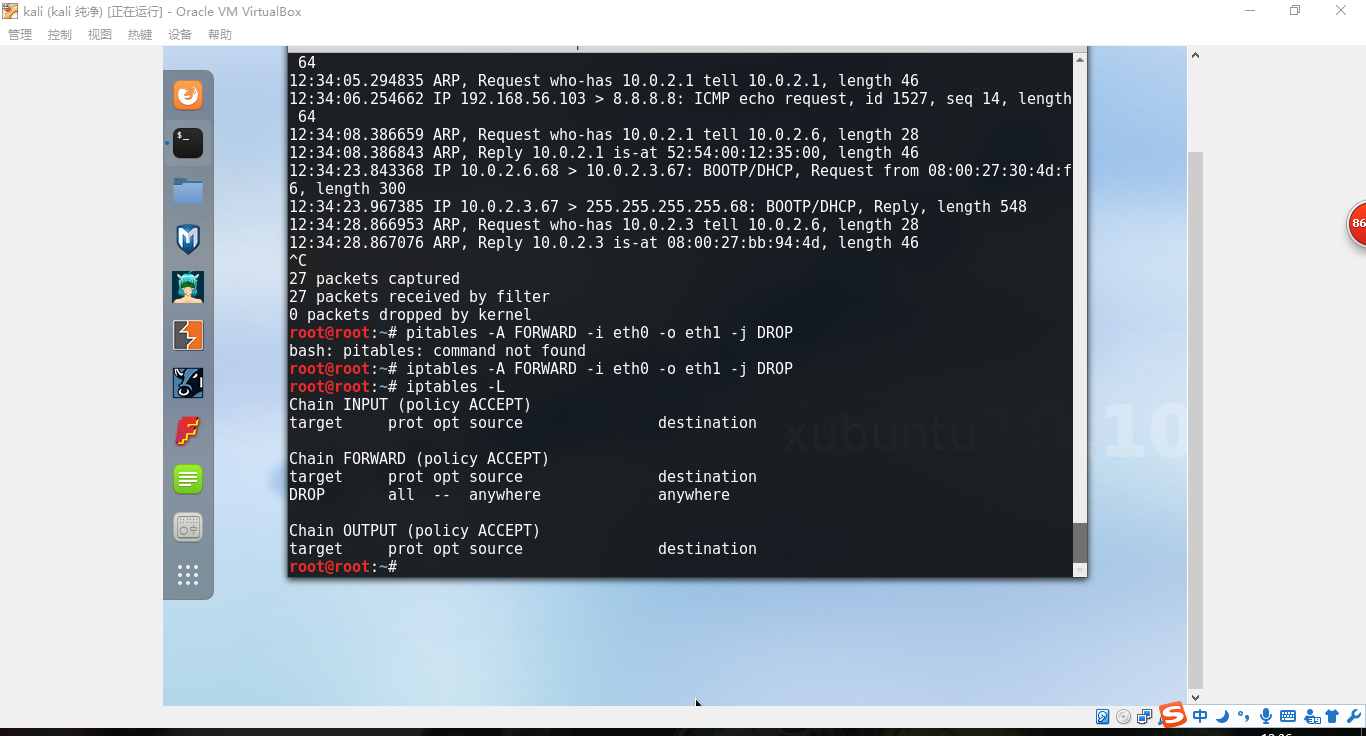 kali (kali 纯净) [正在运行] - Oracle VM VirtualBox
管理 控制 视图 热键 设备 帮助
64
12:34:05.294835 ARP, Request who-has 10.0.2.1 tell 10.0.2.1, length 46
12:34:06.254662 IP 192.168.56.103 > 8.8.8.8: ICMP echo request, id 1527, seq 14, length
64
12:34:08.386659 ARP, Request who-has 10.0.2.1 tell 10.0.2.6, length 28
12:34:08.386843 ARP, Reply 10.0.2.1 is-at 52:54:00:12:35:00, length 46
12:34:23.843368 IP 10.0.2.6.68 > 10.0.2.3.67: BOOTP/DHCP, Request from 08:00:27:30:4d:f
6, length 300
12:34:23.967385 IP 10.0.2.3.67 > 255.255.255.255.68: BOOTP/DHCP, Reply, length 548
12:34:28.866953 ARP, Request who-has 10.0.2.3 tell 10.0.2.6, length 28
12:34:28.867076 ARP, Reply 10.0.2.3 is-at 08:00:27:bb:94:4d, length 46
^C
27 packets captured
27 packets received by filter
0 packets dropped by kernel
root@root:~# pitables -A FORWARD -i eth0 -o eth1 -j DROP
bash: pitables: command not found
root@root:~# iptables -A FORWARD -i eth0 -o eth1 -j DROP
root@root:~# iptables -L
Chain INPUT (policy ACCEPT)
target     prot opt source               destination
Chain FORWARD (policy ACCEPT)
target     prot opt source               destination
DROP       all  --  anywhere             anywhere
Chain OUTPUT (policy ACCEPT)
target     prot opt source               destination
root@root:~#
xubuntu
86
中